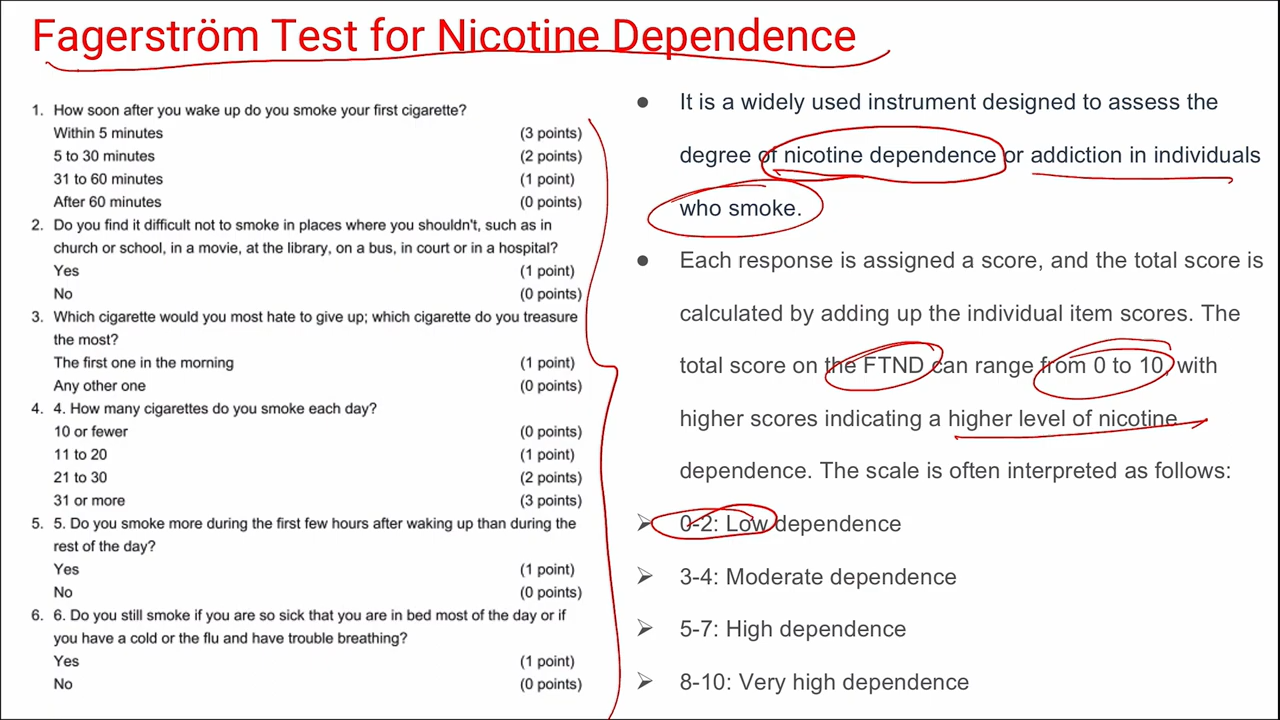 Fagerström Test for Nicotine Dependence
1. How soon after you wake up do you smoke your first cigarette?
Within 5 minutes (3 points)
5 to 30 minutes (2 points)
31 to 60 minutes (1 point)
After 60 minutes (0 points)
2. Do you find it difficult not to smoke in places where you shouldn't, such as in
church or school, in a movie, at the library, on a bus, in court or in a hospital?
Yes (1 point)
No (0 points)
3. Which cigarette would you most hate to give up; which cigarette do you treasure
the most?
The first one in the morning (1 point)
Any other one (0 points)
4. 4. How many cigarettes do you smoke each day?
10 or fewer (0 points)
11 to 20 (1 point)
21 to 30 (2 points)
31 or more (3 points)
5. 5. Do you smoke more during the first few hours after waking up than during the
rest of the day?
Yes (1 point)
No (0 points)
6. 6. Do you still smoke if you are so sick that you are in bed most of the day or if
you have a cold or the flu and have trouble breathing?
Yes (1 point)
No (0 points)
● It is a widely used instrument designed to assess the
degree of nicotine dependence or addiction in individuals
who smoke.
● Each response is assigned a score, and the total score is
calculated by adding up the individual item scores. The
total score on the FTND can range from 0 to 10, with
higher scores indicating a higher level of nicotine
dependence. The scale is often interpreted as follows:
➢ 0-2: Low dependence
➢ 3-4: Moderate dependence
➢ 5-7: High dependence
➢ 8-10: Very high dependence